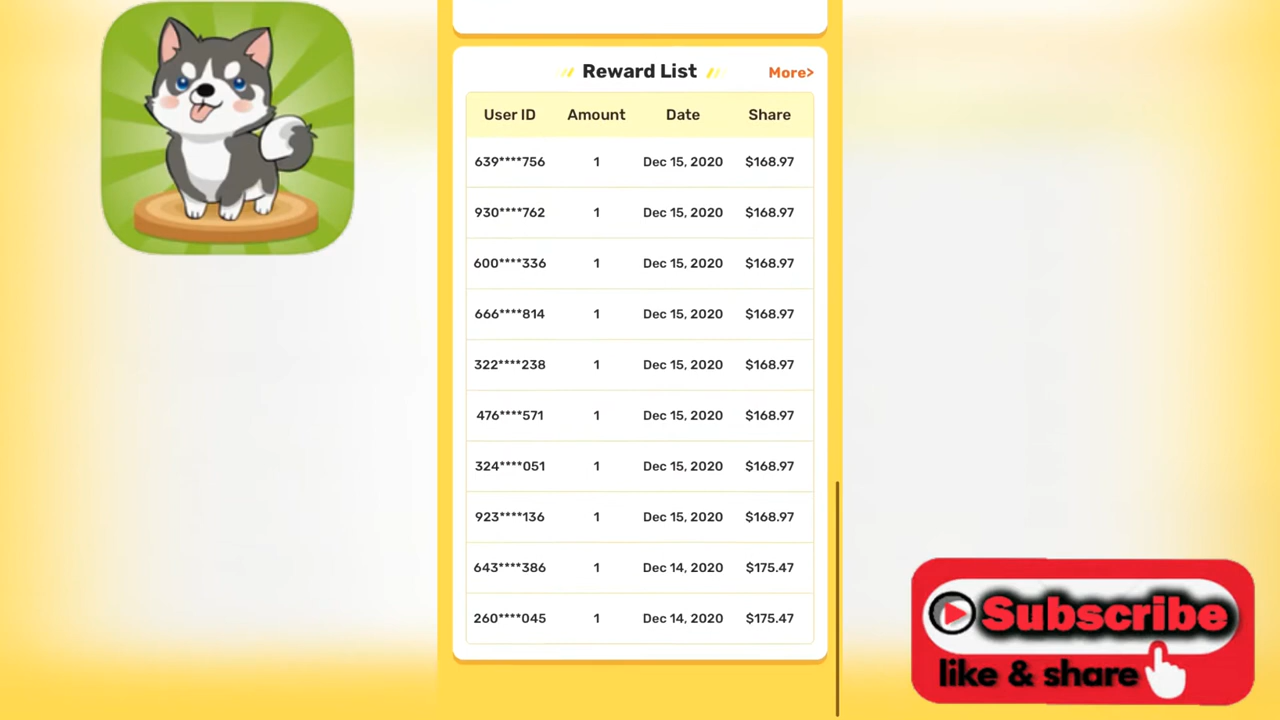 Reward List
More>
User ID Amount Date Share
639****756 1 Dec 15, 2020 $168.97
930****762 1 Dec 15, 2020 $168.97
600****336 1 Dec 15, 2020 $168.97
666****814 1 Dec 15, 2020 $168.97
322****238 1 Dec 15, 2020 $168.97
476****571 1 Dec 15, 2020 $168.97
324****051 1 Dec 15, 2020 $168.97
923****136 1 Dec 15, 2020 $168.97
643****386 1 Dec 14, 2020 $175.47
260****045 1 Dec 14, 2020 $175.47
Subscribe
like & share